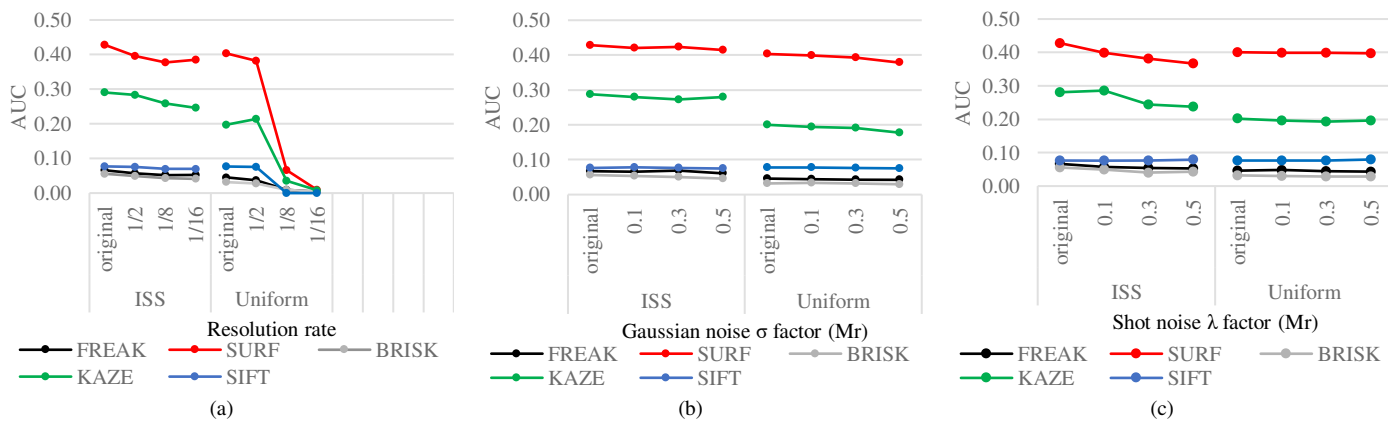 0.50
0.40
0.30
0.20
0.10
0.00
AUC
original
1/2
1/8
1/16
original
1/2
1/8
1/16
ISS
Uniform
Resolution rate
FREAK
SURF
BRISK
KAZE
SIFT
(a)
0.50
0.40
0.30
0.20
0.10
0.00
AUC
original
0.1
0.3
0.5
original
0.1
0.3
0.5
ISS
Uniform
Gaussian noise σ factor (Mr)
FREAK
SURF
BRISK
KAZE
SIFT
(b)
0.50
0.40
0.30
0.20
0.10
0.00
AUC
original
0.1
0.3
0.5
original
0.1
0.3
0.5
ISS
Uniform
Shot noise λ factor (Mr)
FREAK
SURF
BRISK
KAZE
SIFT
(c)